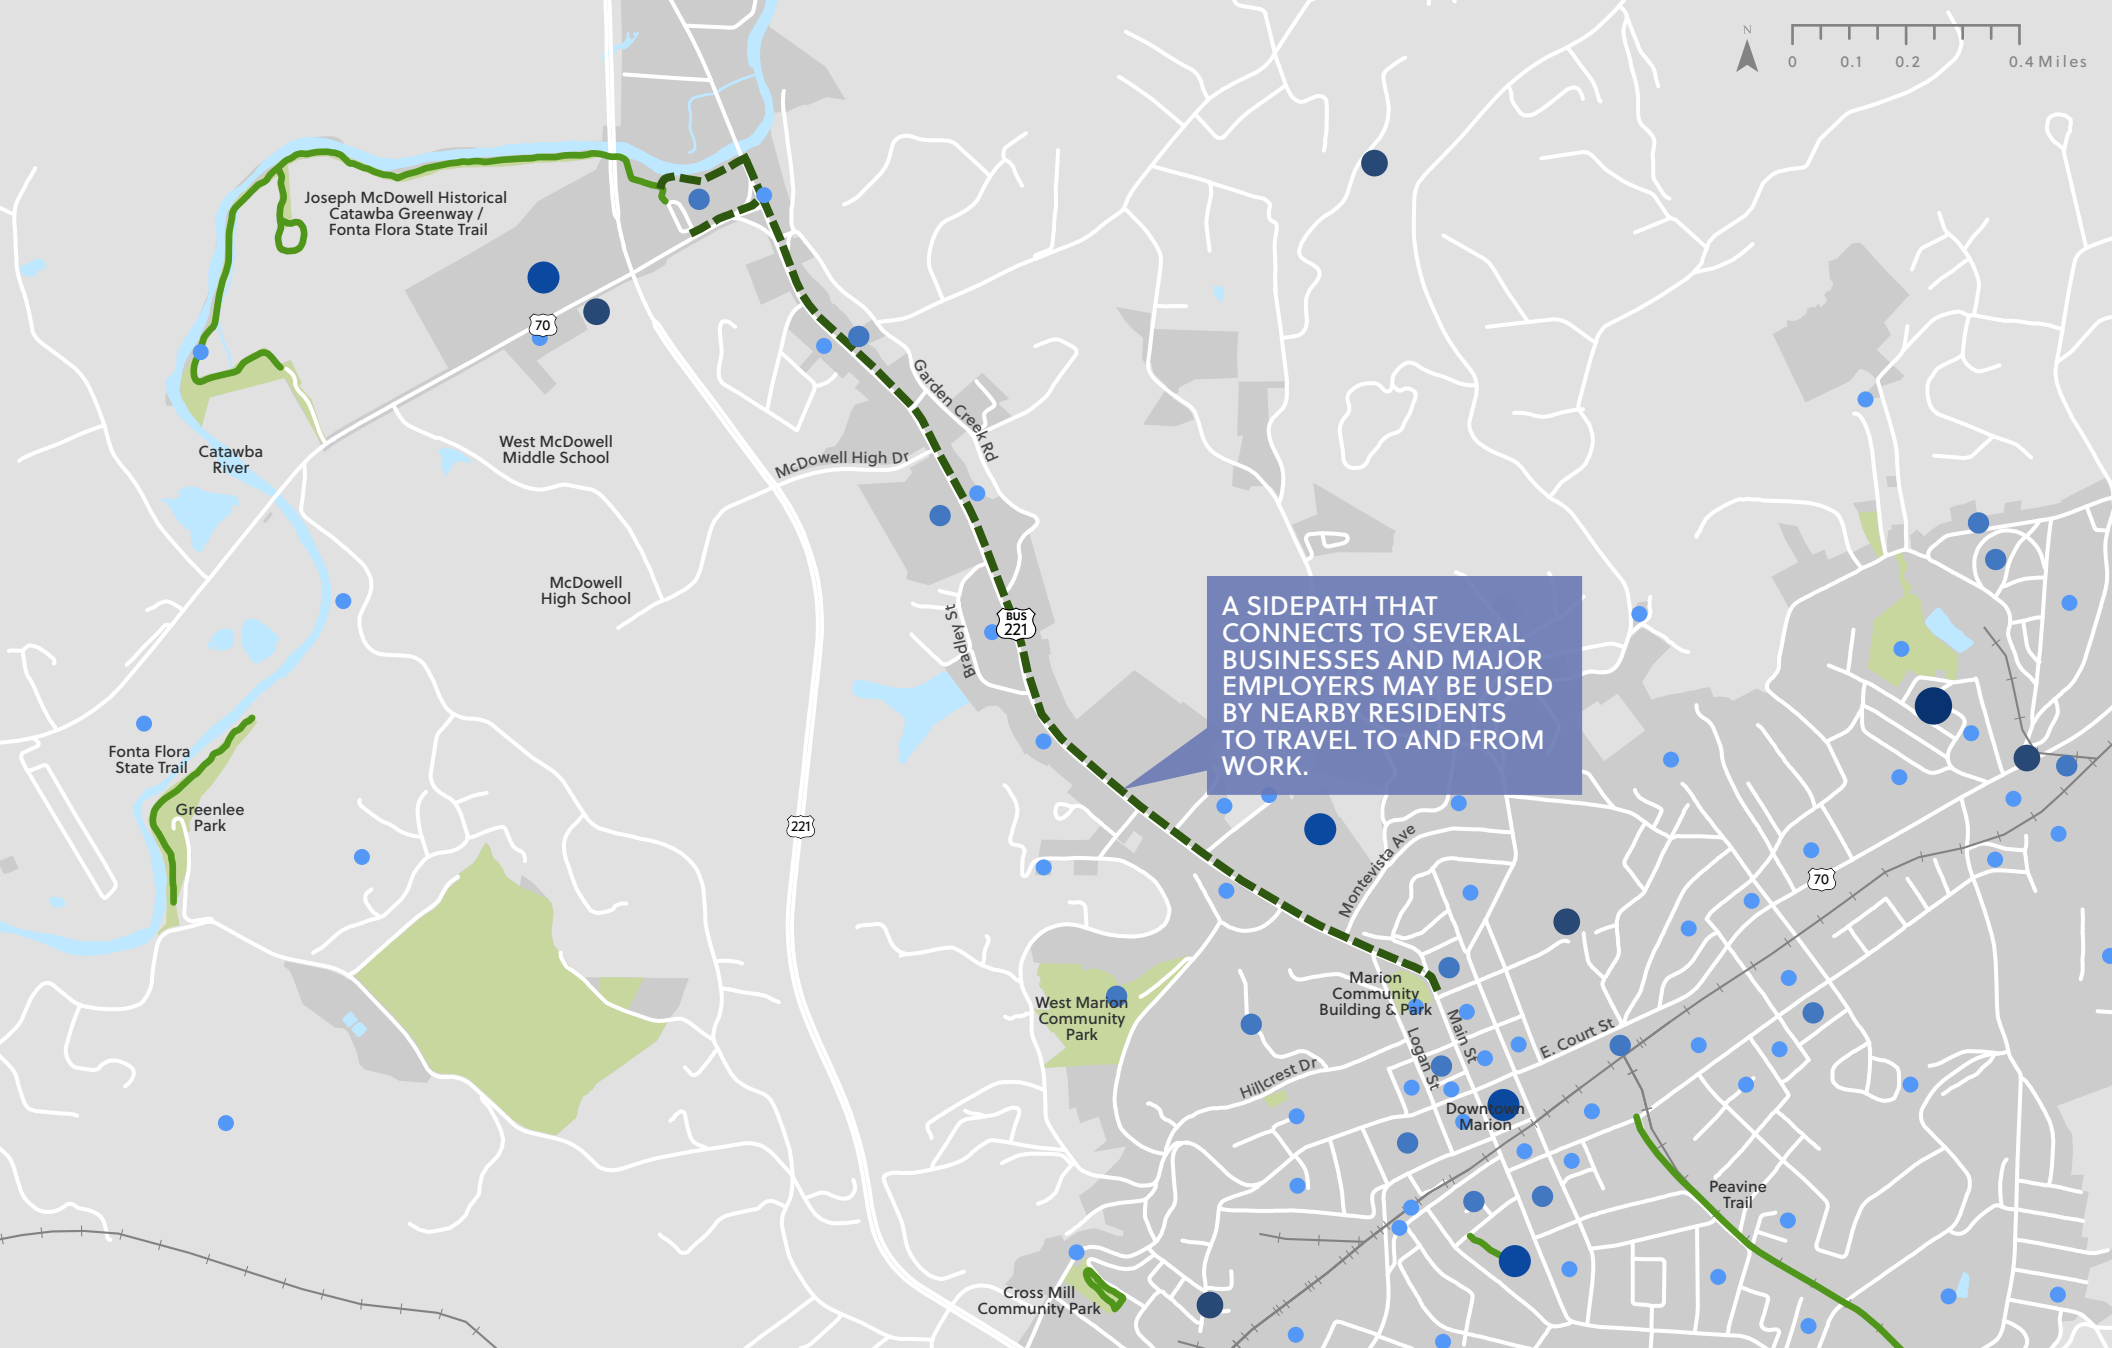 N
0 0.1 0.2 0.4 Miles
Joseph McDowell Historical
Catawba Greenway /
Fonta Flora State Trail
70
Garden Creek Rd
West McDowell
Middle School
McDowell High Dr
Catawba
River
McDowell
High School
Bradley St
BUS
221
A SIDEPATH THAT
CONNECTS TO SEVERAL
BUSINESSES AND MAJOR
EMPLOYERS MAY BE USED
BY NEARBY RESIDENTS
TO TRAVEL TO AND FROM
WORK.
Fonta Flora
State Trail
Greenlee
Park
221
Montevista Ave
70
Marion
Community
Building & Park
West Marion
Community
Park
Main St
Logan St
E. Court St
Hillcrest Dr
Downtown
Marion
Peavine
Trail
Cross Mill
Community Park